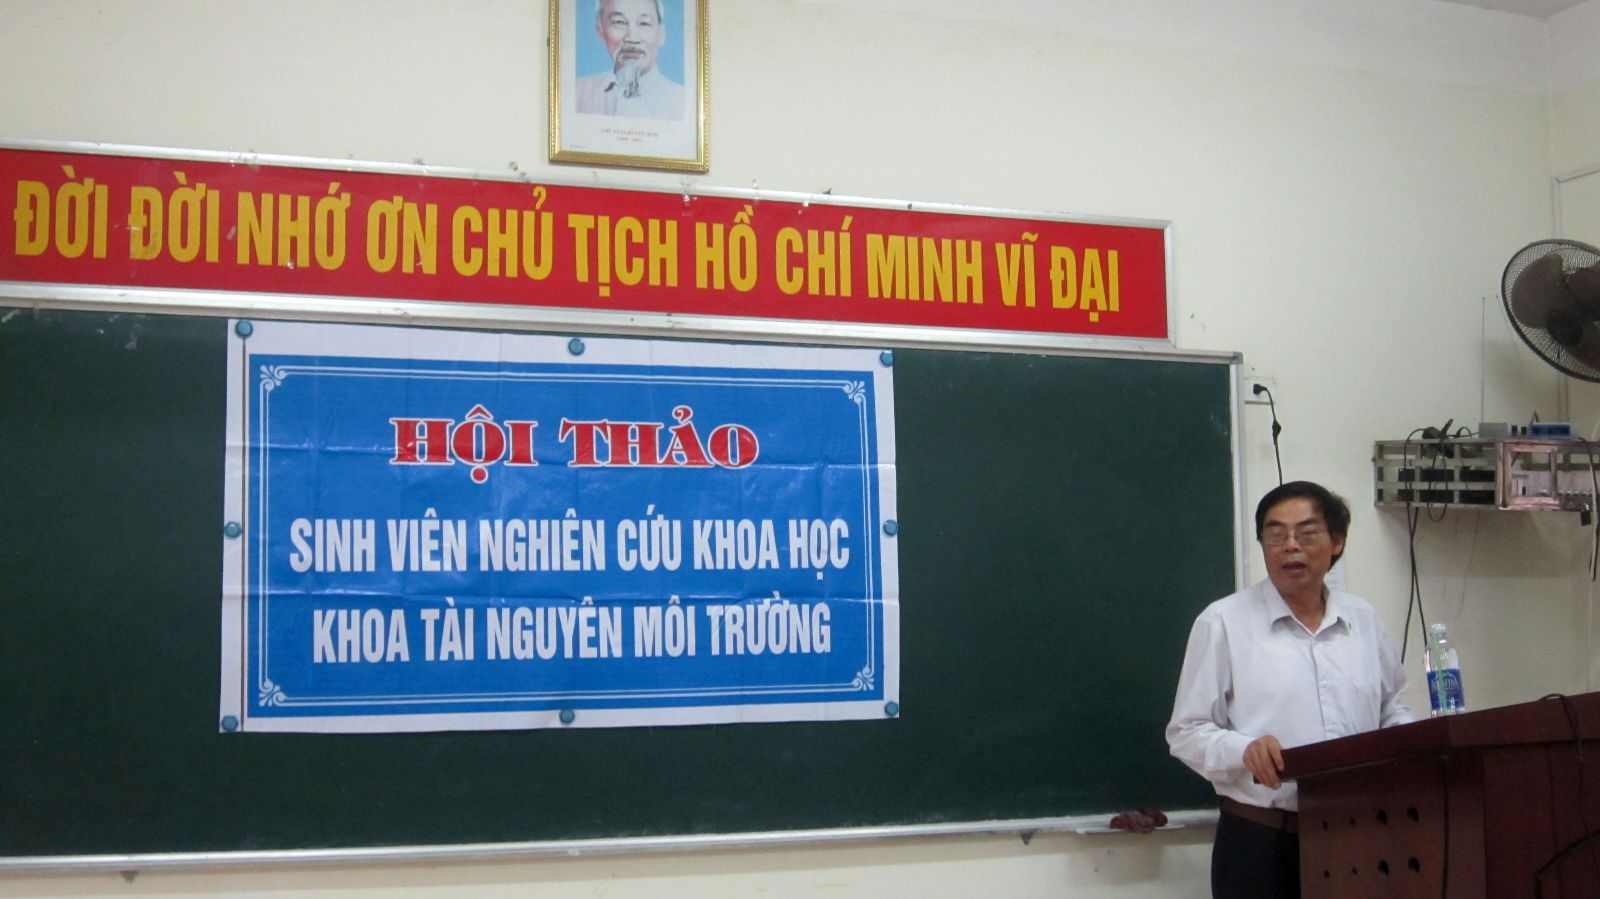 ĐỜI ĐỜI NHỚ ƠN CHỦ TỊCH HỒ CHÍ MINH VĨ ĐẠI
HỘI THẢO
SINH VIÊN NGHIÊN CỨU KHOA HỌC
KHOA TÀI NGUYÊN MÔI TRƯỜNG